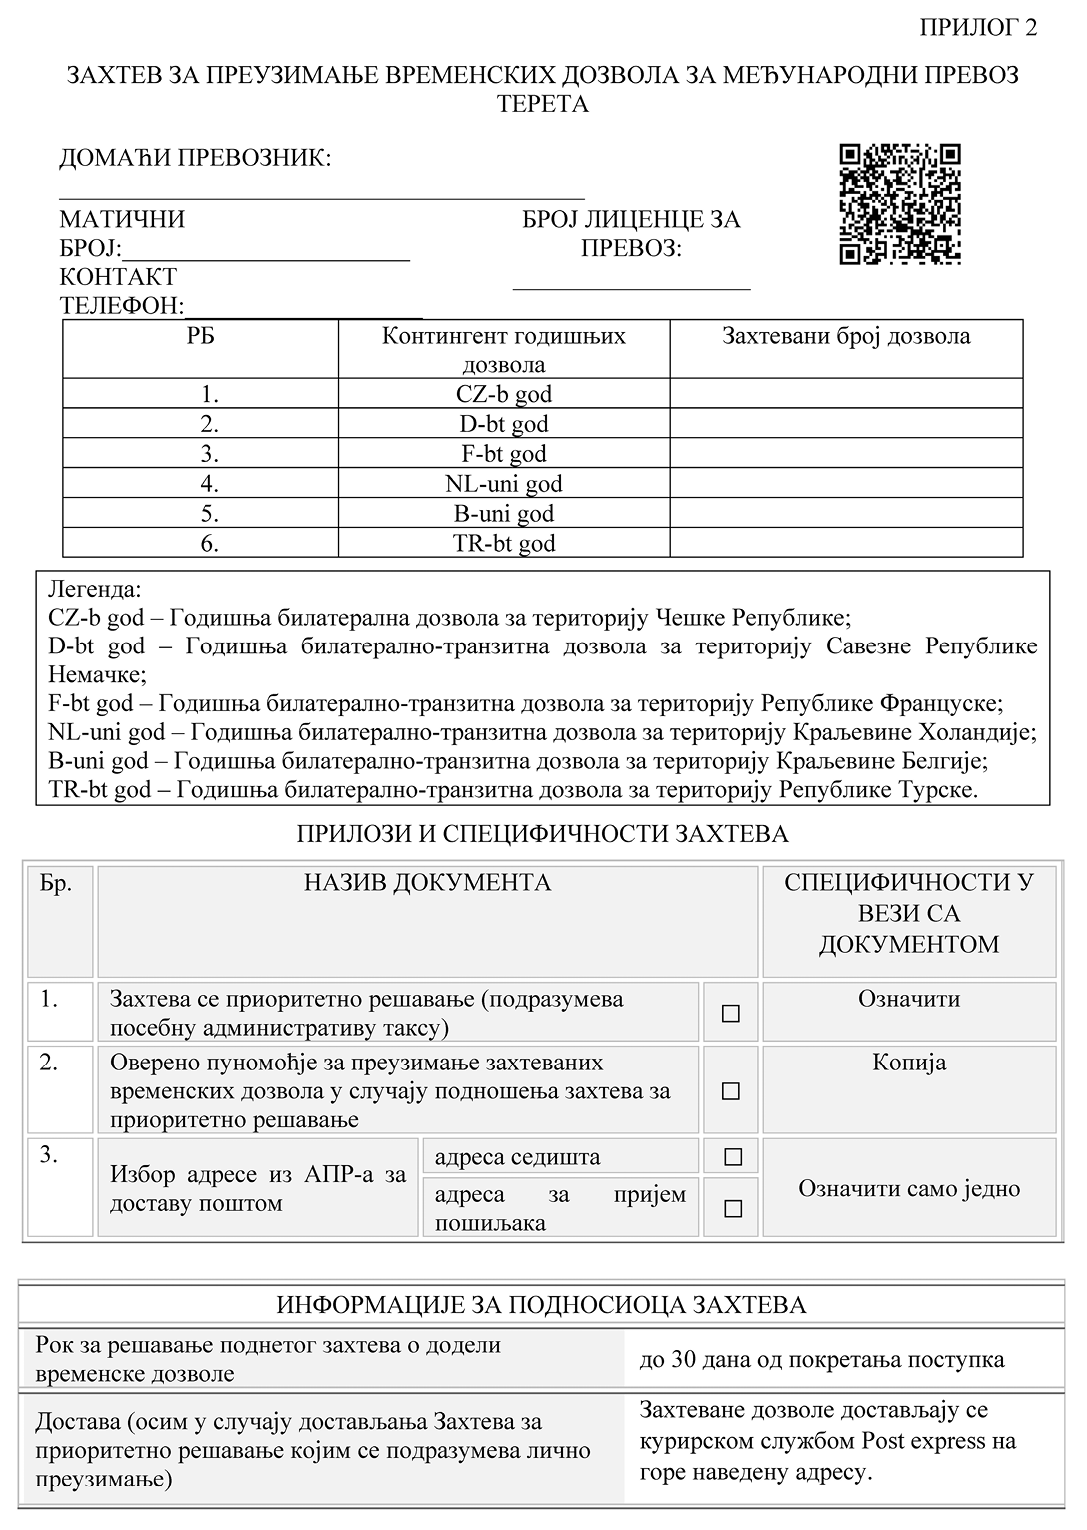 ПРИЛОГ 2
ЗАХТЕВ ЗА ПРЕУЗИМАЊЕ ВРЕМЕНСКИХ ДОЗВОЛА ЗА МЕЂУНАРОДНИ ПРЕВОЗ
ТЕРЕТА
ДОМАЋИ ПРЕВОЗНИК:
МАТИЧНИ
БРОЈ:
КОНТАКТ
ТЕЛЕФОН:
БРОЈ ЛИЦЕНЦЕ ЗА
ПРЕВОЗ:
РБ
Контингент годишњих
дозвола
Захтевани број дозвола
1.
CZ-b god
2.
D-bt god
3.
F-bt god
4.
NL-uni god
5.
B-uni god
6.
TR-bt god
Легенда:
CZ-b god – Годишња билатерална дозвола за територију Чешке Републике;
D-bt god – Годишња билатерално-транзитна дозвола за територију Савезне Републике
Немачке;
F-bt god – Годишња билатерално-транзитна дозвола за територију Републике Француске;
NL-uni god – Годишња билатерално-транзитна дозвола за територију Краљевине Холандије;
B-uni god – Годишња билатерално-транзитна дозвола за територију Краљевине Белгије;
TR-bt god – Годишња билатерално-транзитна дозвола за територију Републике Турске.
ПРИЛОЗИ И СПЕЦИФИЧНОСТИ ЗАХТЕВА
Бр.
НАЗИВ ДОКУМЕНТА
СПЕЦИФИЧНОСТИ У
ВЕЗИ СА
ДОКУМЕНТОМ
1.
Захтева се приоритетно решавање (подразумева
посебну административу таксу)
☐
Означити
2.
Оверено пуномоћје за преузимање захтеваних
временских дозвола у случају подношења захтева за
приоритетно решавање
☐
Копија
3.
Избор адресе из АПР-а за
доставу поштом
адреса седишта
☐
адреса за пријем
пошиљака
☐
Означити само једно
ИНФОРМАЦИЈЕ ЗА ПОДНОСИОЦА ЗАХТЕВА
Рок за решавање поднетог захтева о додели
временске дозволе
до 30 дана од покретања поступка
Достава (осим у случају достављања Захтева за
приоритетно решавање којим се подразумева лично
преузимање)
Захтеване дозволе достављају се
курирском службом Post express на
горе наведену адресу.